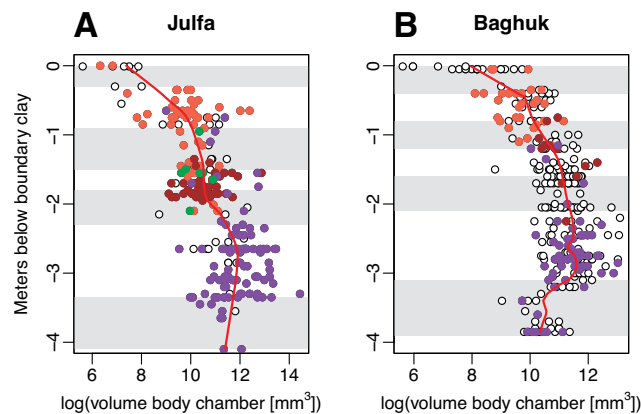 A Julfa
B Baghuk
Meters below boundary clay
0
−1
−2
−3
−4
6 8 10 12 14
log(volume body chamber [mm³])
0
−1
−2
−3
−4
6 8 10 12
log(volume body chamber [mm³])